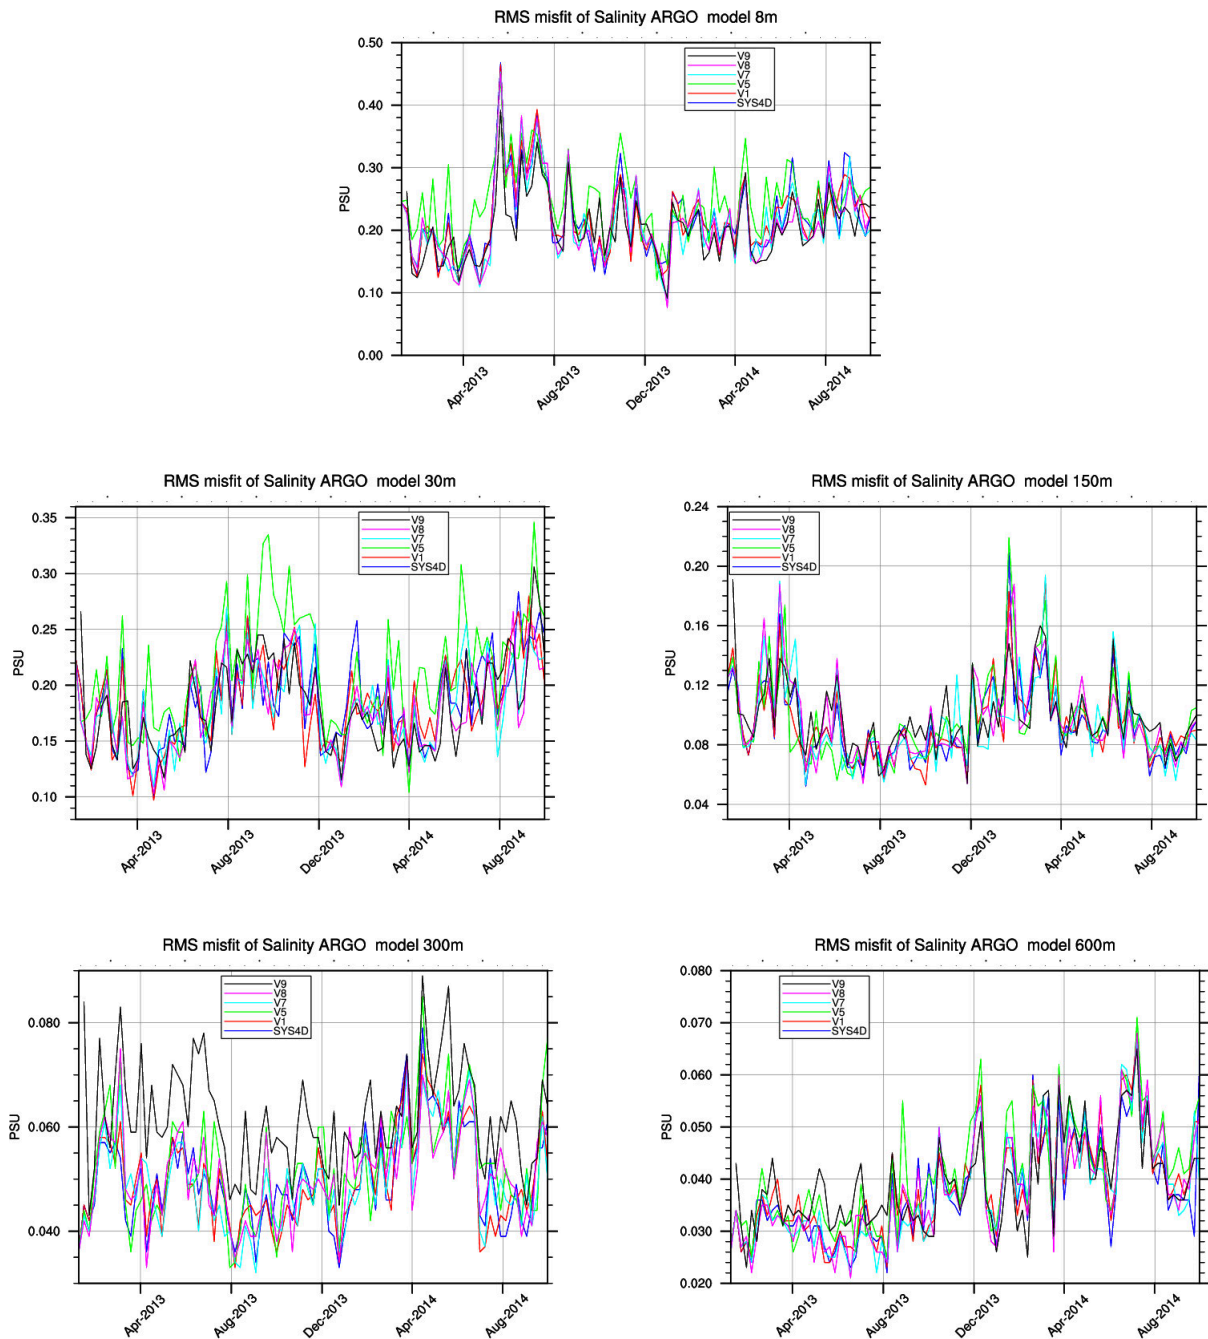 RMS misfit of Salinity ARGO  model 8m
0.50
0.40
0.30
0.20
0.10
0.00
PSU
V9
V8
V7
V5
V1
SYS4D
Apr-2013
Aug-2013
Dec-2013
Apr-2014
Aug-2014
RMS misfit of Salinity ARGO  model 30m
0.35
0.30
0.25
0.20
0.15
0.10
PSU
V9
V8
V7
V5
V1
SYS4D
Apr-2013
Aug-2013
Dec-2013
Apr-2014
Aug-2014
RMS misfit of Salinity ARGO  model 150m
0.24
0.20
0.16
0.12
0.08
0.04
PSU
V9
V8
V7
V5
V1
SYS4D
Apr-2013
Aug-2013
Dec-2013
Apr-2014
Aug-2014
RMS misfit of Salinity ARGO  model 300m
0.080
0.060
0.040
PSU
V9
V8
V7
V5
V1
SYS4D
Apr-2013
Aug-2013
Dec-2013
Apr-2014
Aug-2014
RMS misfit of Salinity ARGO  model 600m
0.080
0.070
0.060
0.050
0.040
0.030
0.020
PSU
V9
V8
V7
V5
V1
SYS4D
Apr-2013
Aug-2013
Dec-2013
Apr-2014
Aug-2014